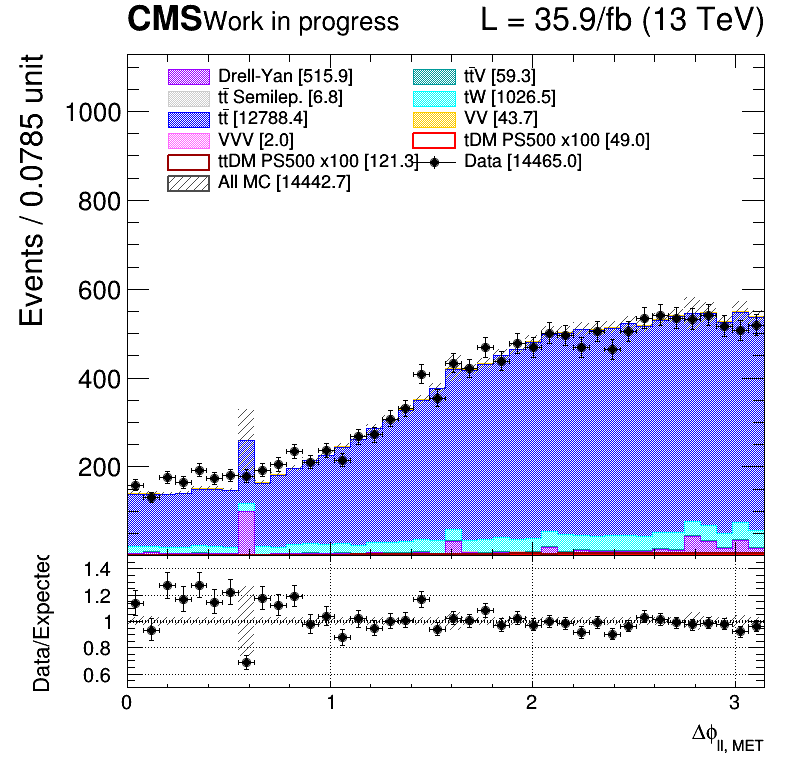 CMS Work in progress L = 35.9/fb (13 TeV)
Events / 0.0785 unit
1000
800
600
400
200
Drell-Yan [515.9]
tt̄ Semilep. [6.8]
tt̄ [12788.4]
VVV [2.0]
ttDM PS500 x100 [121.3]
All MC [14442.7]
tt̄V [59.3]
tW [1026.5]
VV [43.7]
tDM PS500 x100 [49.0]
Data [14465.0]
Data/Expected
1.4
1.2
1
0.8
0.6
0 1 2 3
Δϕ_ll, MET